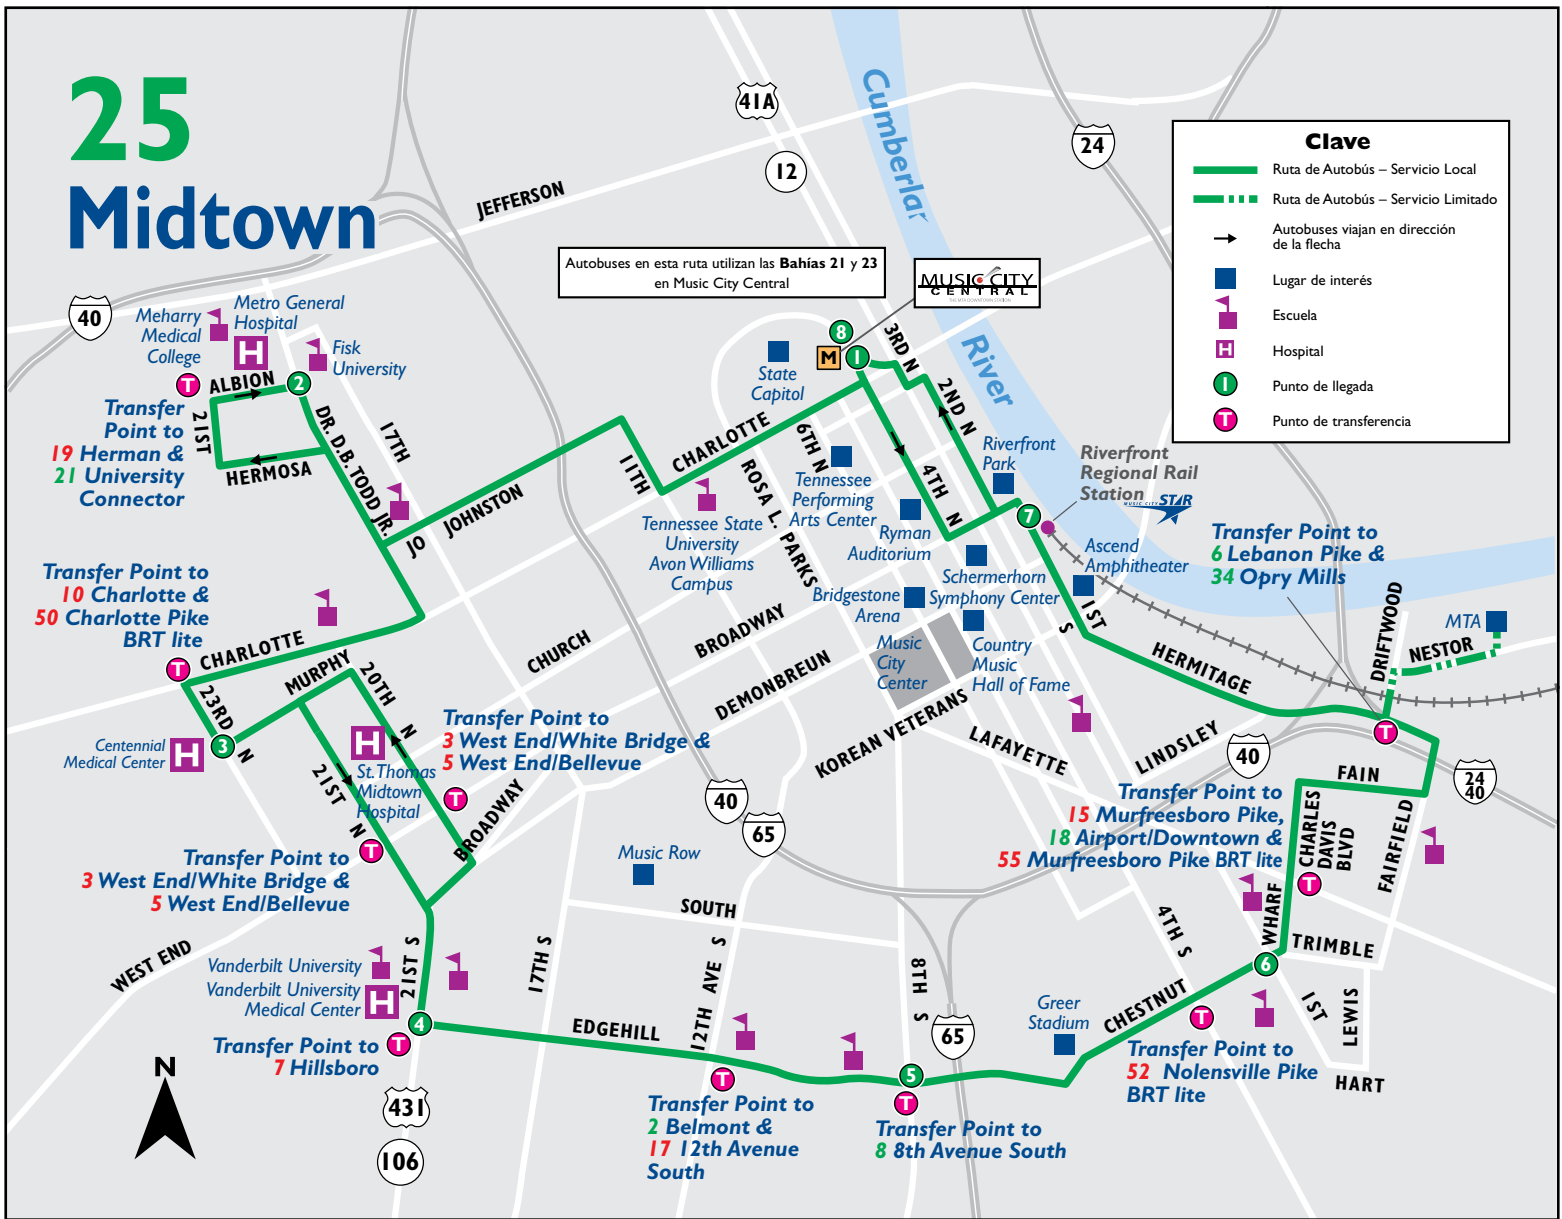 25
Midtown
41A
12
24
Cumberlan
River
JEFFERSON
Clave
Ruta de Autobús – Servicio Local
Ruta de Autobús – Servicio Limitado
Autobuses viajan en dirección
de la flecha
Lugar de interés
Escuela
H
Hospital
1
Punto de llegada
T
Punto de transferencia
Autobuses en esta ruta utilizan las Bahías 21 y 23
en Music City Central
MUSIC CITY
CENTRAL
40
Meharry
Medical
College
Metro General
Hospital
H
Fisk
University
T
ALBION
2
21ST
HERMOSA
DR. D.B. TODD JR.
17TH
Transfer
Point to
19 Herman &
21 University
Connector
8
M
1
State
Capitol
3RD N
2ND N
CHARLOTTE
6TH N
4TH N
11TH
JOHNSTON
JO
ROSA L. PARKS
Riverfront
Park
Riverfront
Regional Rail
Station
MUSIC CITY STAR
Tennessee
Performing
Arts Center
Ryman
Auditorium
Tennessee State
University
Avon Williams
Campus
7
Ascend
Amphitheater
Schermerhorn
Symphony Center
Bridgestone
Arena
Music
City
Center
Country
Music
Hall of Fame
1ST
S
Transfer Point to
6 Lebanon Pike &
34 Opry Mills
DRIFTWOOD
MTA
NESTOR
HERMITAGE
T
Transfer Point to
10 Charlotte &
50 Charlotte Pike
BRT lite
T
CHARLOTTE
MURPHY
20TH
N
23RD
N
3
Centennial
Medical Center
H
H
St. Thomas
Midtown
Hospital
21ST
N
CHURCH
BROADWAY
DEMONBREUN
KOREAN VETERANS
LAFAYETTE
LINDSLEY
40
24
40
FAIN
CHARLES
DAVIS
BLVD
FAIRFIELD
Transfer Point to
3 West End/White Bridge &
5 West End/Bellevue
T
BROADWAY
40
65
Transfer Point to
15 Murfreesboro Pike,
18 Airport/Downtown &
55 Murfreesboro Pike BRT lite
T
T
Transfer Point to
3 West End/White Bridge &
5 West End/Bellevue
Music Row
SOUTH
WEST END
Vanderbilt University
Vanderbilt University
Medical Center
H
21ST S
17TH S
12TH AVE S
8TH S
4TH S
WHARF
TRIMBLE
6
1ST
LEWIS
HART
4
T
Transfer Point to
7 Hillsboro
EDGEHILL
Greer
Stadium
CHESTNUT
T
Transfer Point to
52 Nolensville Pike
BRT lite
65
5
T
T
Transfer Point to
2 Belmont &
17 12th Avenue
South
Transfer Point to
8 8th Avenue South
N
431
106